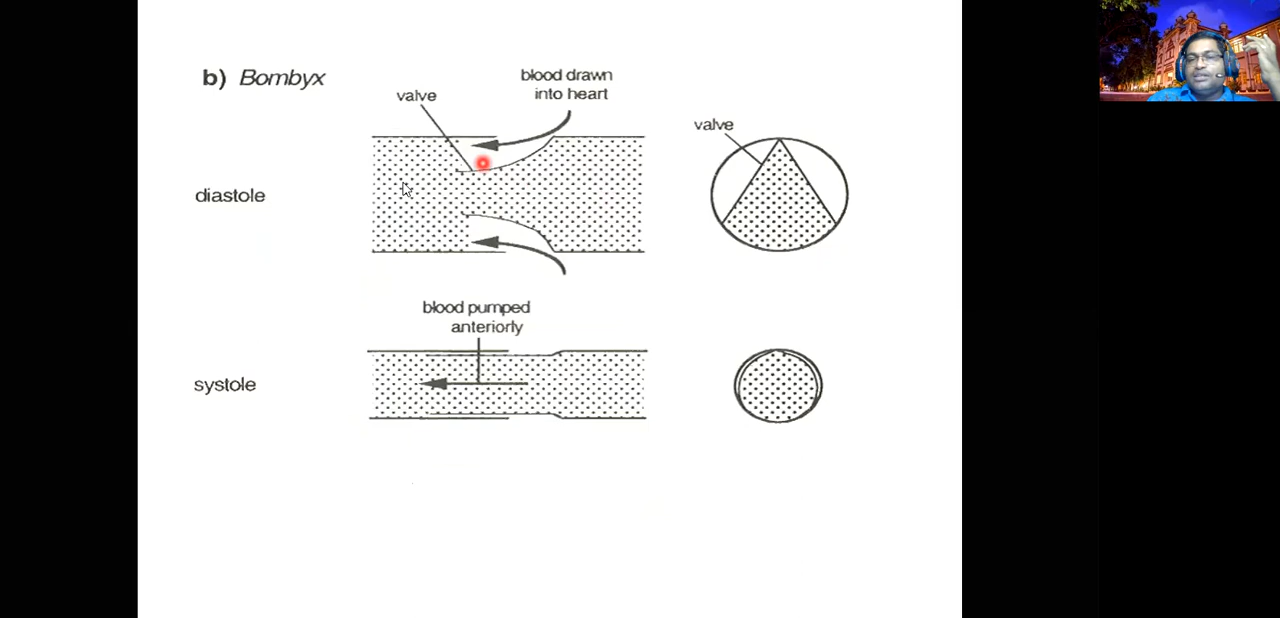 b) Bombyx
blood drawn
into heart
valve
valve
diastole
blood pumped
anteriorly
systole